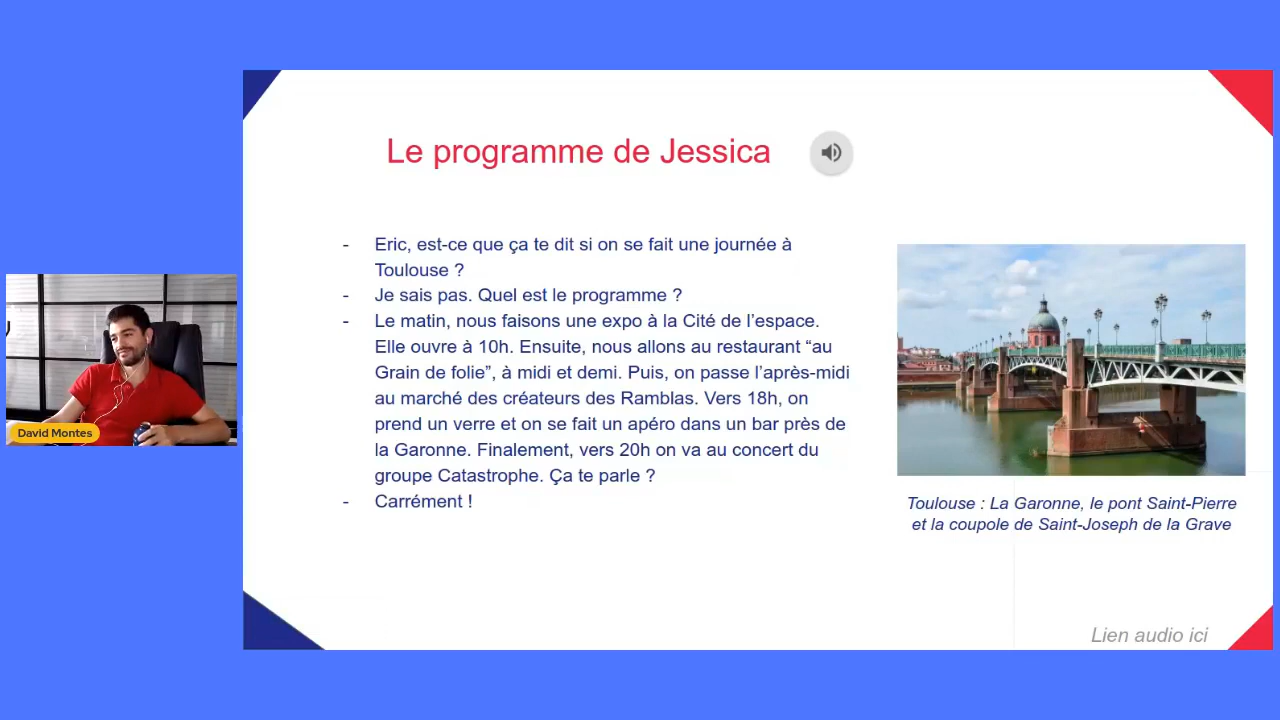 Le programme de Jessica
- Eric, est-ce que ça te dit si on se fait une journée à
Toulouse ?
- Je sais pas. Quel est le programme ?
- Le matin, nous faisons une expo à la Cité de l’espace.
Elle ouvre à 10h. Ensuite, nous allons au restaurant “au
Grain de folie”, à midi et demi. Puis, on passe l’après-midi
au marché des créateurs des Ramblas. Vers 18h, on
prend un verre et on se fait un apéro dans un bar près de
la Garonne. Finalement, vers 20h on va au concert du
groupe Catastrophe. Ça te parle ?
- Carrément !
Toulouse : La Garonne, le pont Saint-Pierre
et la coupole de Saint-Joseph de la Grave
Lien audio ici
David Montes